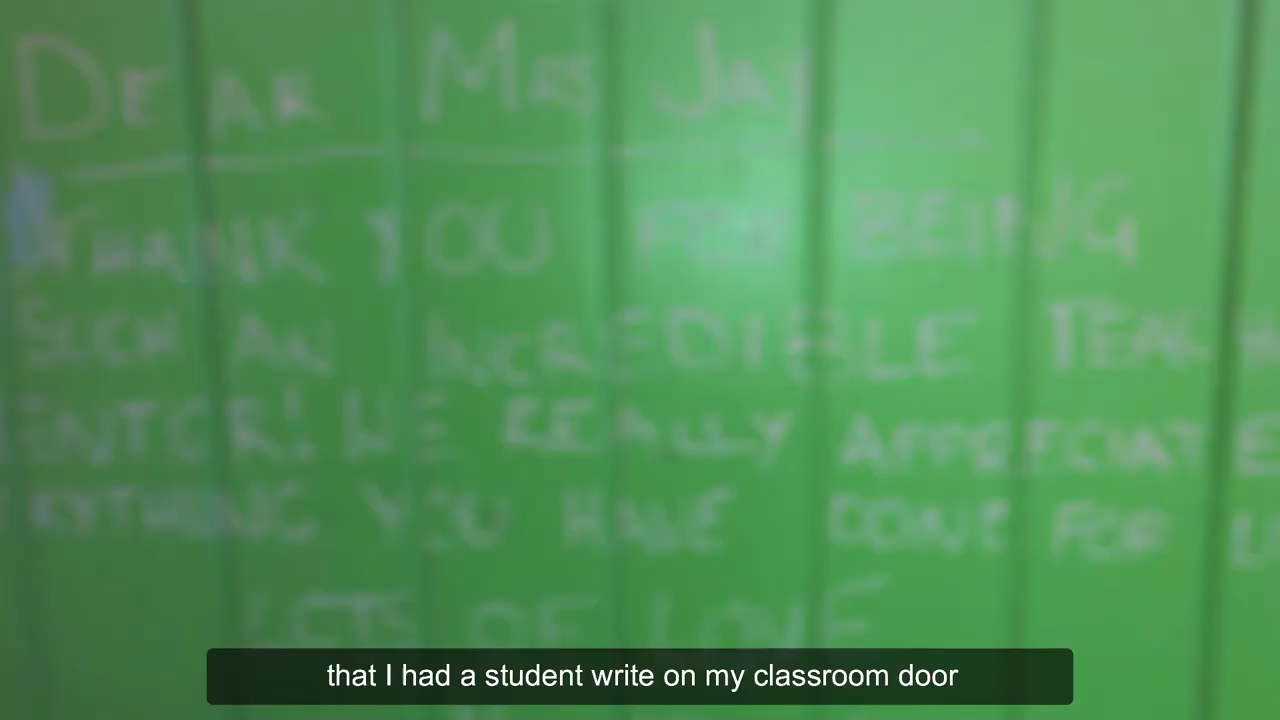 DEAR MRS JAY
THANK YOU FOR BEING
SUCH AN INCREDIBLE
WE REALLY APPRECIATE
YOU HAVE DONE FOR
OF LOVE
that I had a student write on my classroom door